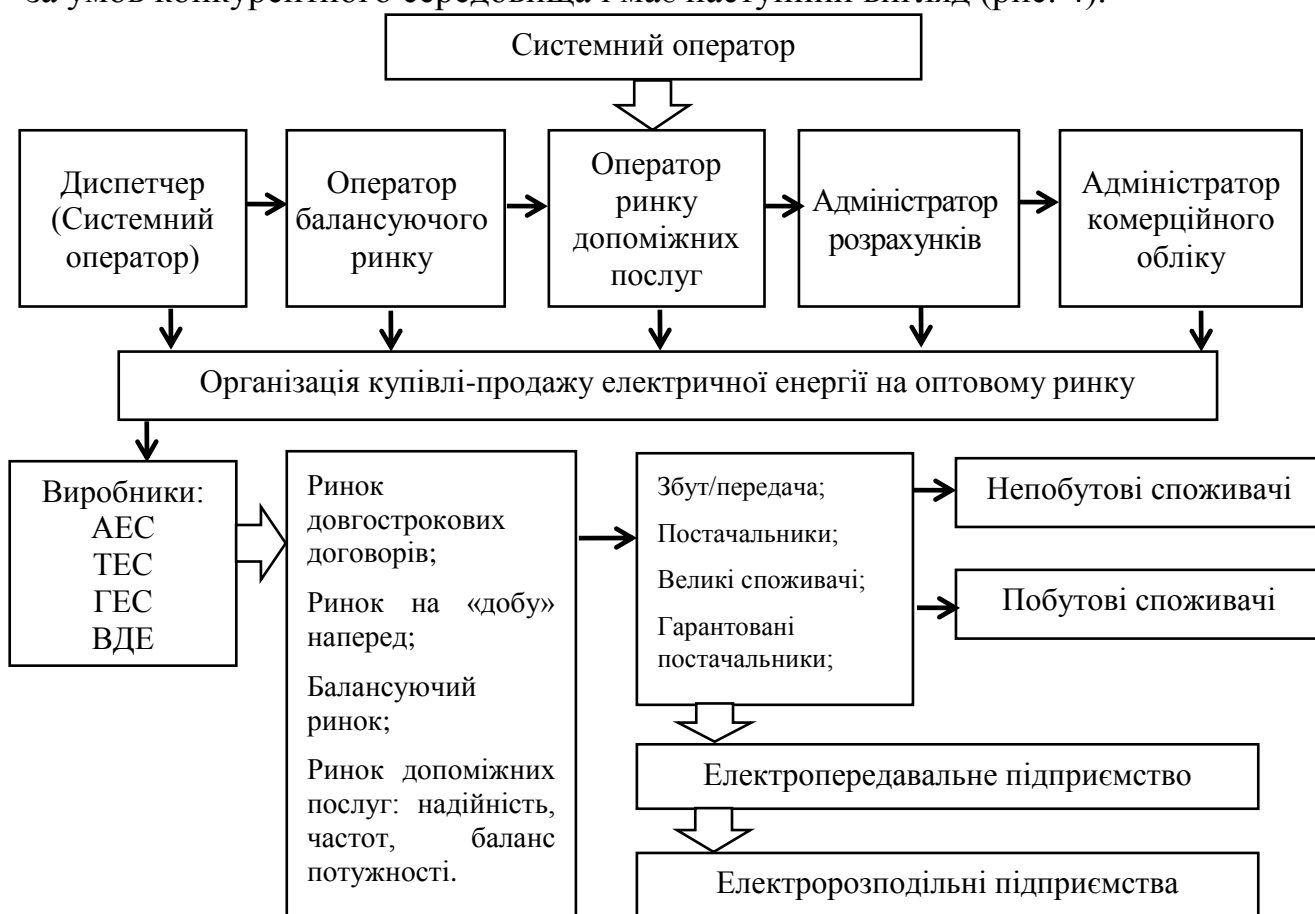 за умов конкурентного середовища і має наступний вигляд (рис. 4).
Системний оператор
Диспетчер
(Системний
оператор)
Оператор
балансуючого
ринку
Оператор
ринку
допоміжних
послуг
Адміністратор
розрахунків
Адміністратор
комерційного
обліку
Організація купівлі-продажу електричної енергії на оптовому ринку
Виробники:
АЕС
ТЕС
ГЕС
ВДЕ
Ринок
довгострокових
договорів;
Ринок на «добу»
наперед;
Балансуючий
ринок;
Ринок допоміжних
послуг: надійність,
частот, баланс
потужності.
Збут/передача;
Постачальники;
Великі споживачі;
Гарантовані
постачальники;
Непобутові споживачі
Побутові споживачі
Електропередавальне підприємство
Електророзподільні підприємства